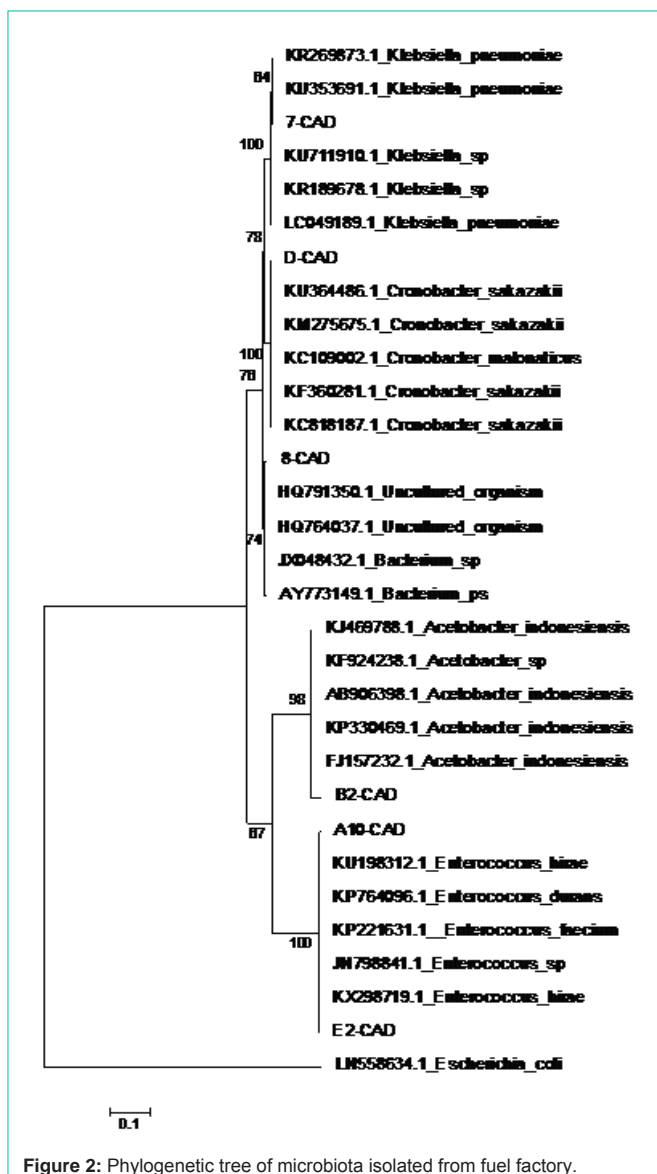 KR269873.1_Klebsiella_pneumoniae
64
KU353691.1_Klebsiella_pneumoniae
7-CAD
100
KU711910.1_Klebsiella_sp
KR189678.1_Klebsiella_sp
LC049189.1_Klebsiella_pneumoniae
78
D-CAD
KU364486.1_Cronobacter_sakazakii
KM275675.1_Cronobacter_sakazakii
100
KC109002.1_Cronobacter_malonaticus
78
KF360281.1_Cronobacter_sakazakii
KC818187.1_Cronobacter_sakazakii
8-CAD
HQ791350.1_Uncultured_organism
HQ764037.1_Uncultured_organism
74
JX048432.1_Bacterium_sp
AY773149.1_Bacterium_ps
KJ469788.1_Acetobacter_indonesiensis
KF924238.1_Acetobacter_sp
98
AB906398.1_Acetobacter_indonesiensis
KP330469.1_Acetobacter_indonesiensis
FJ157232.1_Acetobacter_indonesiensis
B2-CAD
67
A10-CAD
KU198312.1_Enterococcus_hirae
KP764096.1_Enterococcus_durans
KP221631.1__Enterococcus_faecium
100
JN798841.1_Enterococcus_sp
KX298719.1_Enterococcus_hirae
E2-CAD
LN558634.1_Escherichia_coli
0.1
Figure 2: Phylogenetic tree of microbiota isolated from fuel factory.